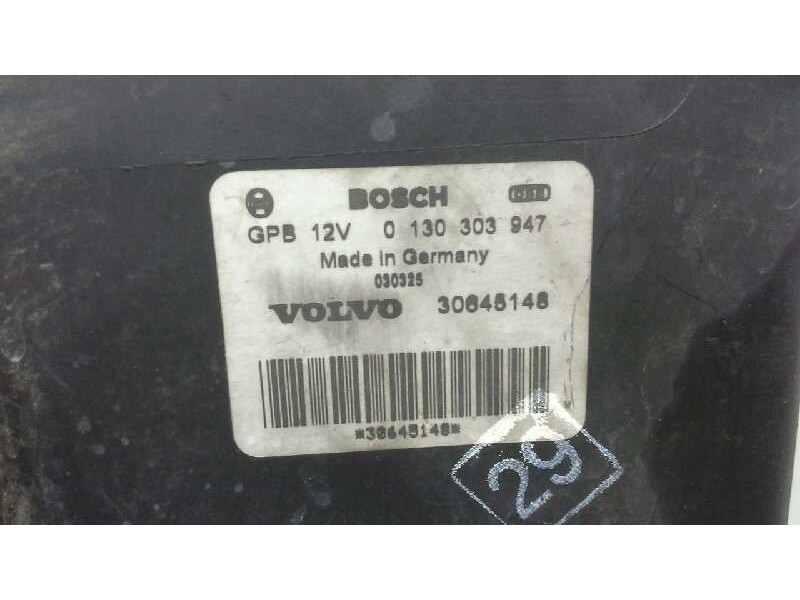 BOSCH
GPB 12V 0 130 303 947
Made in Germany
030325
VOLVO 30645148
*30645148*
29